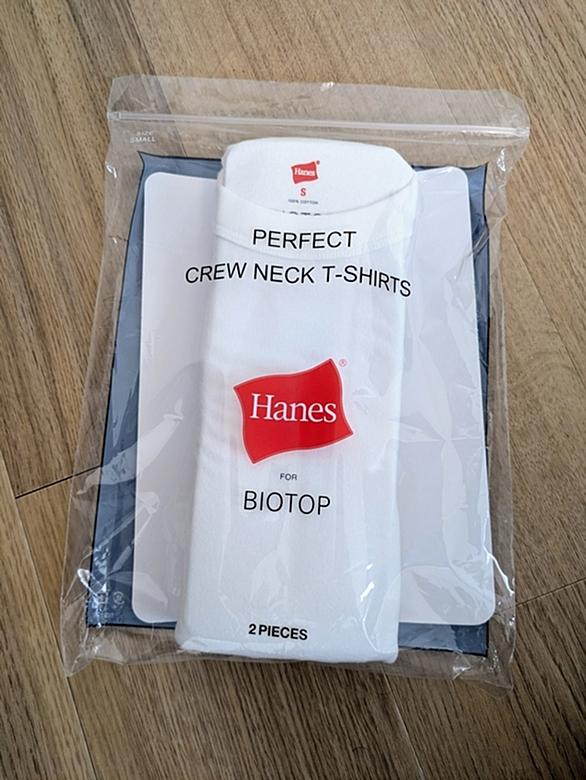 SIZE
SMALL
Hanes®
S
100% COTTON
PERFECT
CREW NECK T-SHIRTS
Hanes®
FOR
BIOTOP
2 PIECES